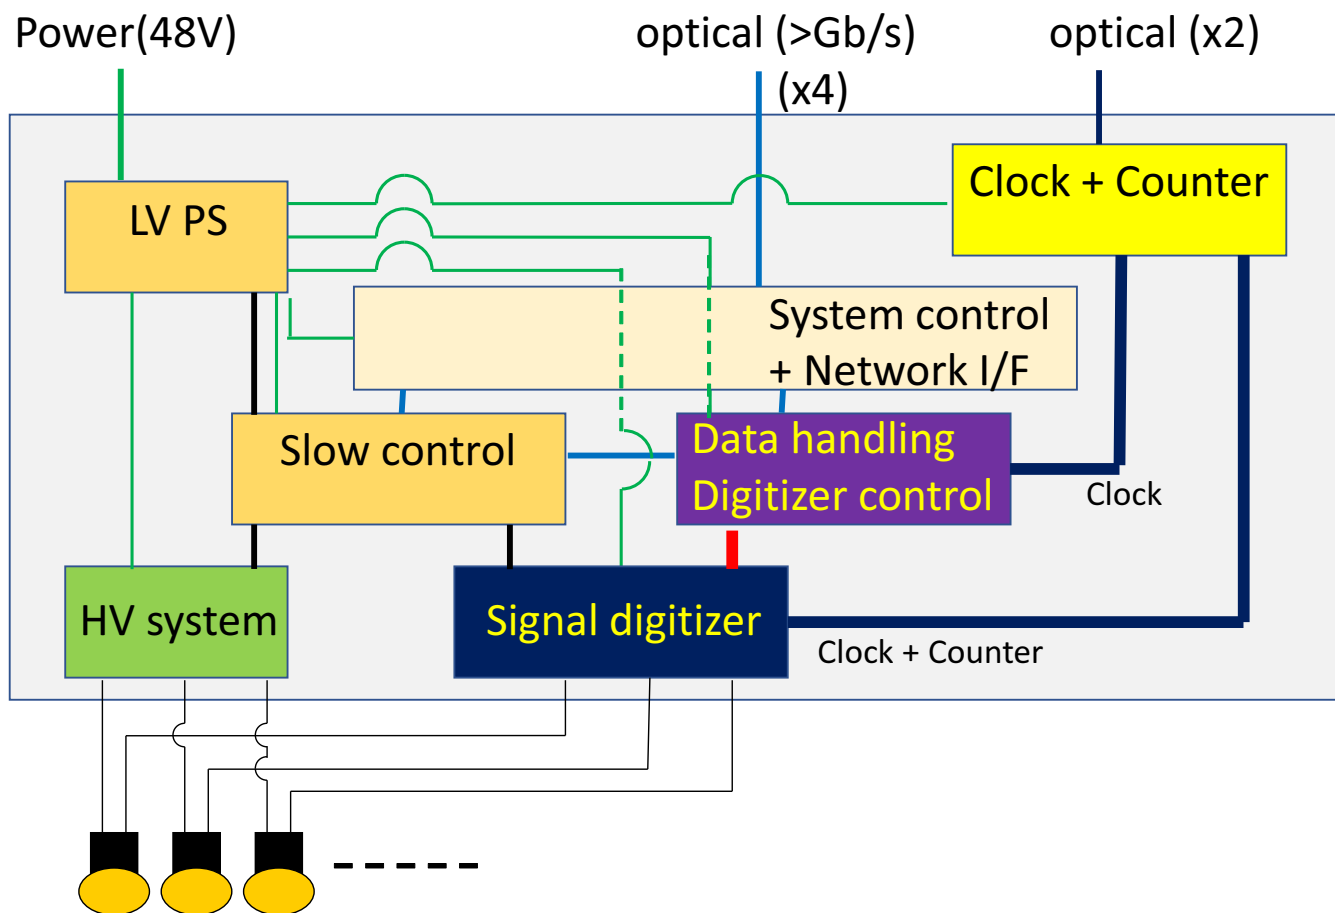 Power(48V)
optical (>Gb/s)
(x4)
optical (x2)
Clock + Counter
LV PS
System control
+ Network I/F
Slow control
Data handling
Digitizer control
Clock
HV system
Signal digitizer
Clock + Counter